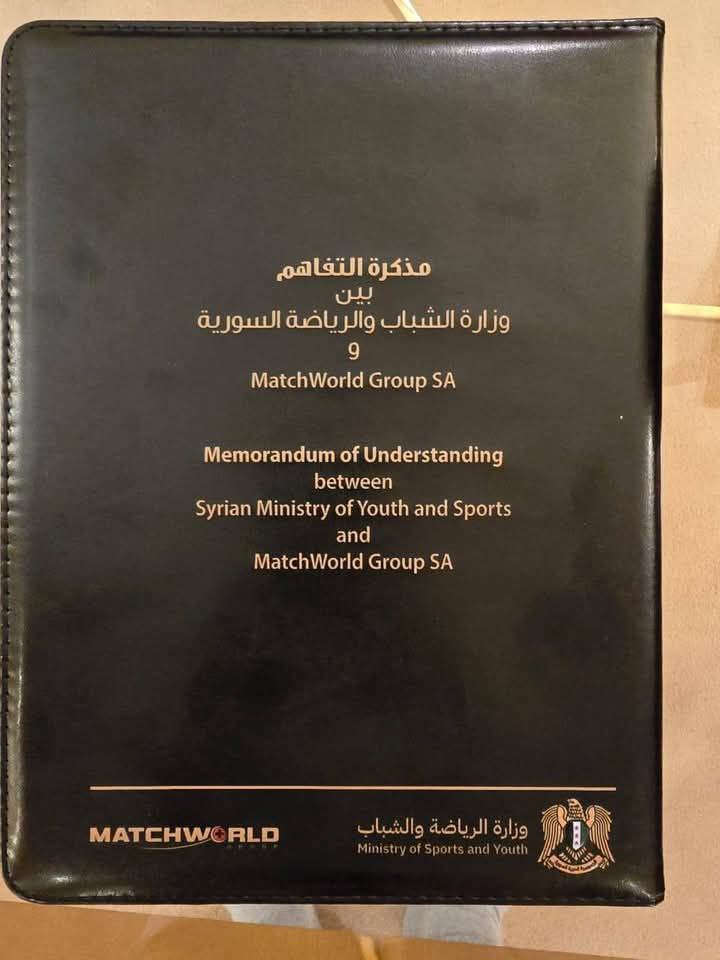 مذكرة التفاهم
بين
وزارة الشباب والرياضة السورية
و
MatchWorld Group SA
Memorandum of Understanding
between
Syrian Ministry of Youth and Sports
and
MatchWorld Group SA
MATCHWORLD
GROUP
وزارة الرياضة والشباب
Ministry of Sports and Youth